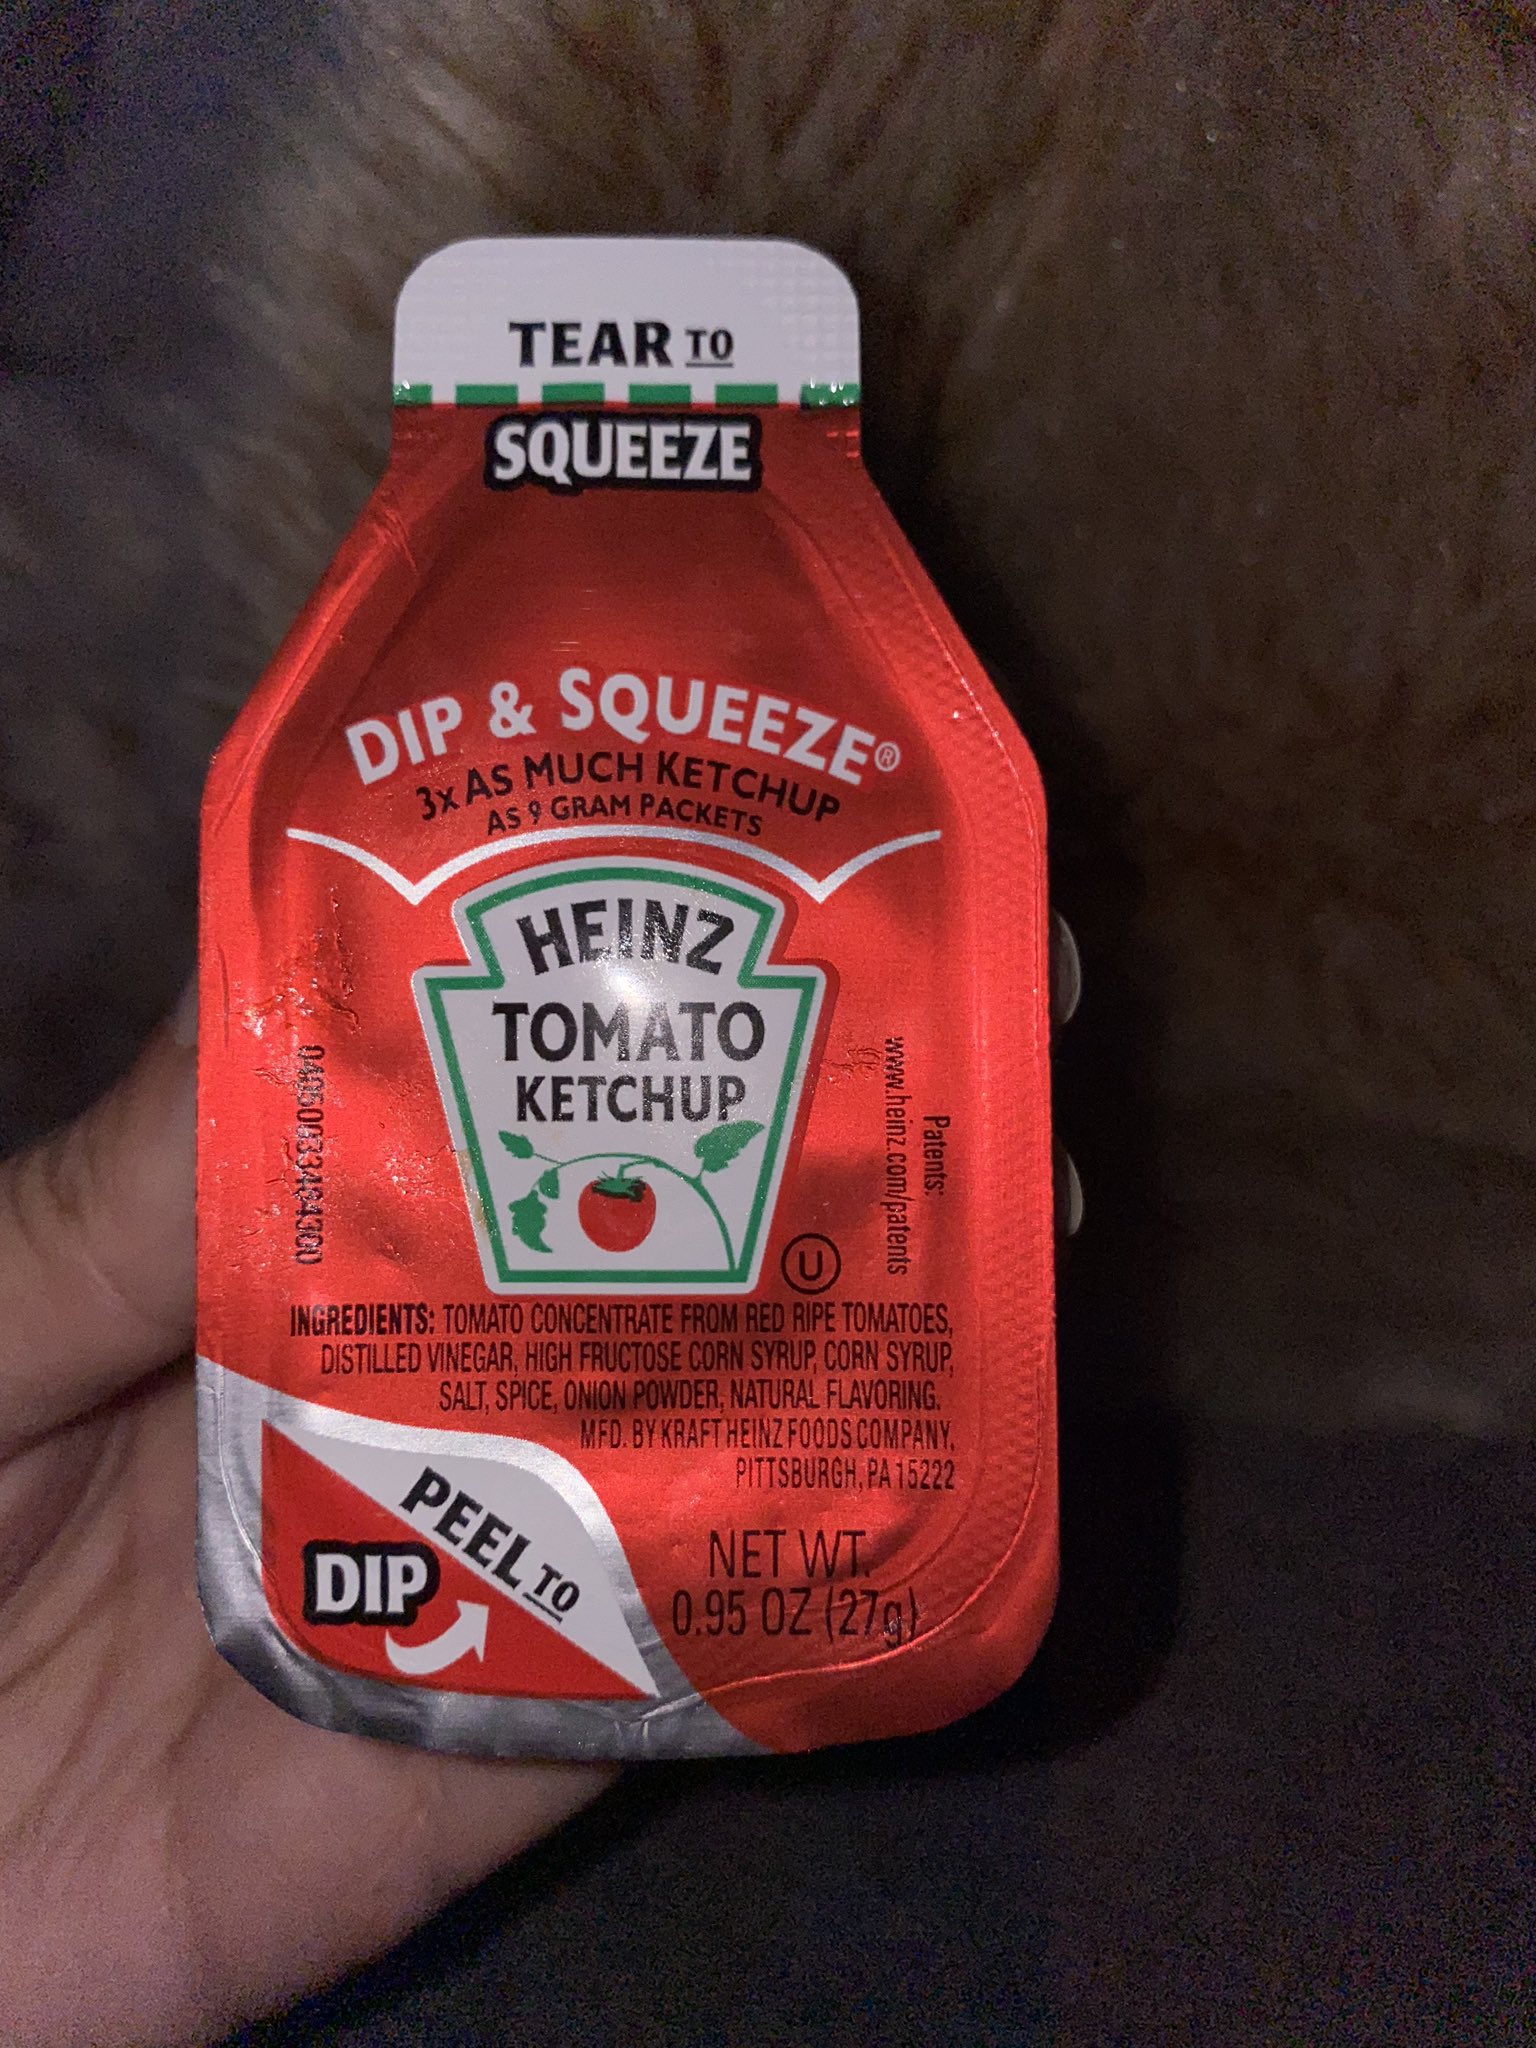 TEAR TO
SQUEEZE
DIP & SQUEEZE®
3x AS MUCH KETCHUP
AS 9 GRAM PACKETS
HEINZ
TOMATO
KETCHUP
Patents:
www.heinz.com/patents
U
INGREDIENTS: TOMATO CONCENTRATE FROM RED RIPE TOMATOES,
DISTILLED VINEGAR, HIGH FRUCTOSE CORN SYRUP, CORN SYRUP,
SALT, SPICE, ONION POWDER, NATURAL FLAVORING.
MFD. BY KRAFT HEINZ FOODS COMPANY,
PITTSBURGH, PA 15222
PEEL TO
DIP
NET WT.
0.95 OZ (27g)